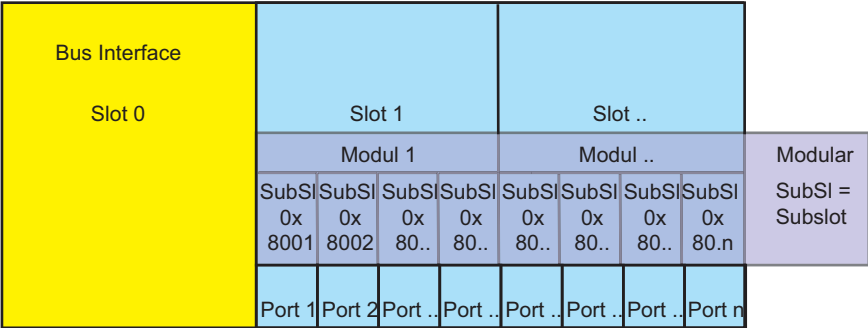 Bus Interface
Slot 0
Slot 1
Slot ..
Modul 1
Modul ..
Modular
SubSl SubSl SubSl SubSl SubSl SubSl SubSl SubSl
0x 0x 0x 0x 0x 0x 0x 0x
8001 8002 80.. 80.. 80.. 80.. 80.. 80.n
SubSl =
Subslot
Port 1 Port 2 Port .. Port .. Port .. Port .. Port .. Port n